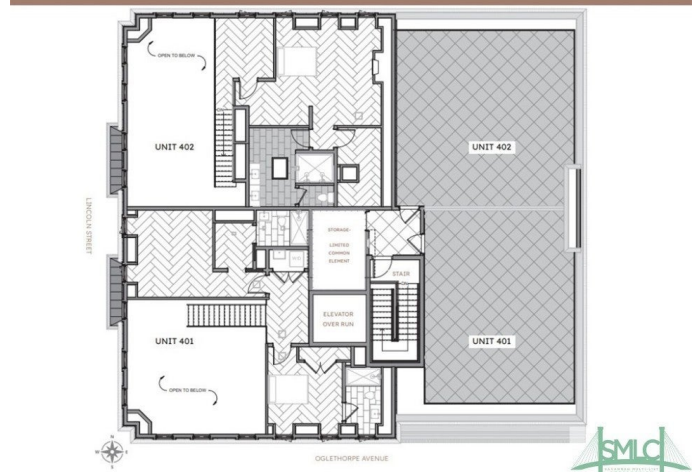 OPEN TO BELOW
UNIT 402
UNIT 402
LINCOLN STREET
STORAGE-
LIMITED
COMMON
ELEMENT
STAIR
ELEVATOR
OVER RUN
UNIT 401
UNIT 401
OPEN TO BELOW
N
W
E
S
OGLETHORPE AVENUE
SMLC